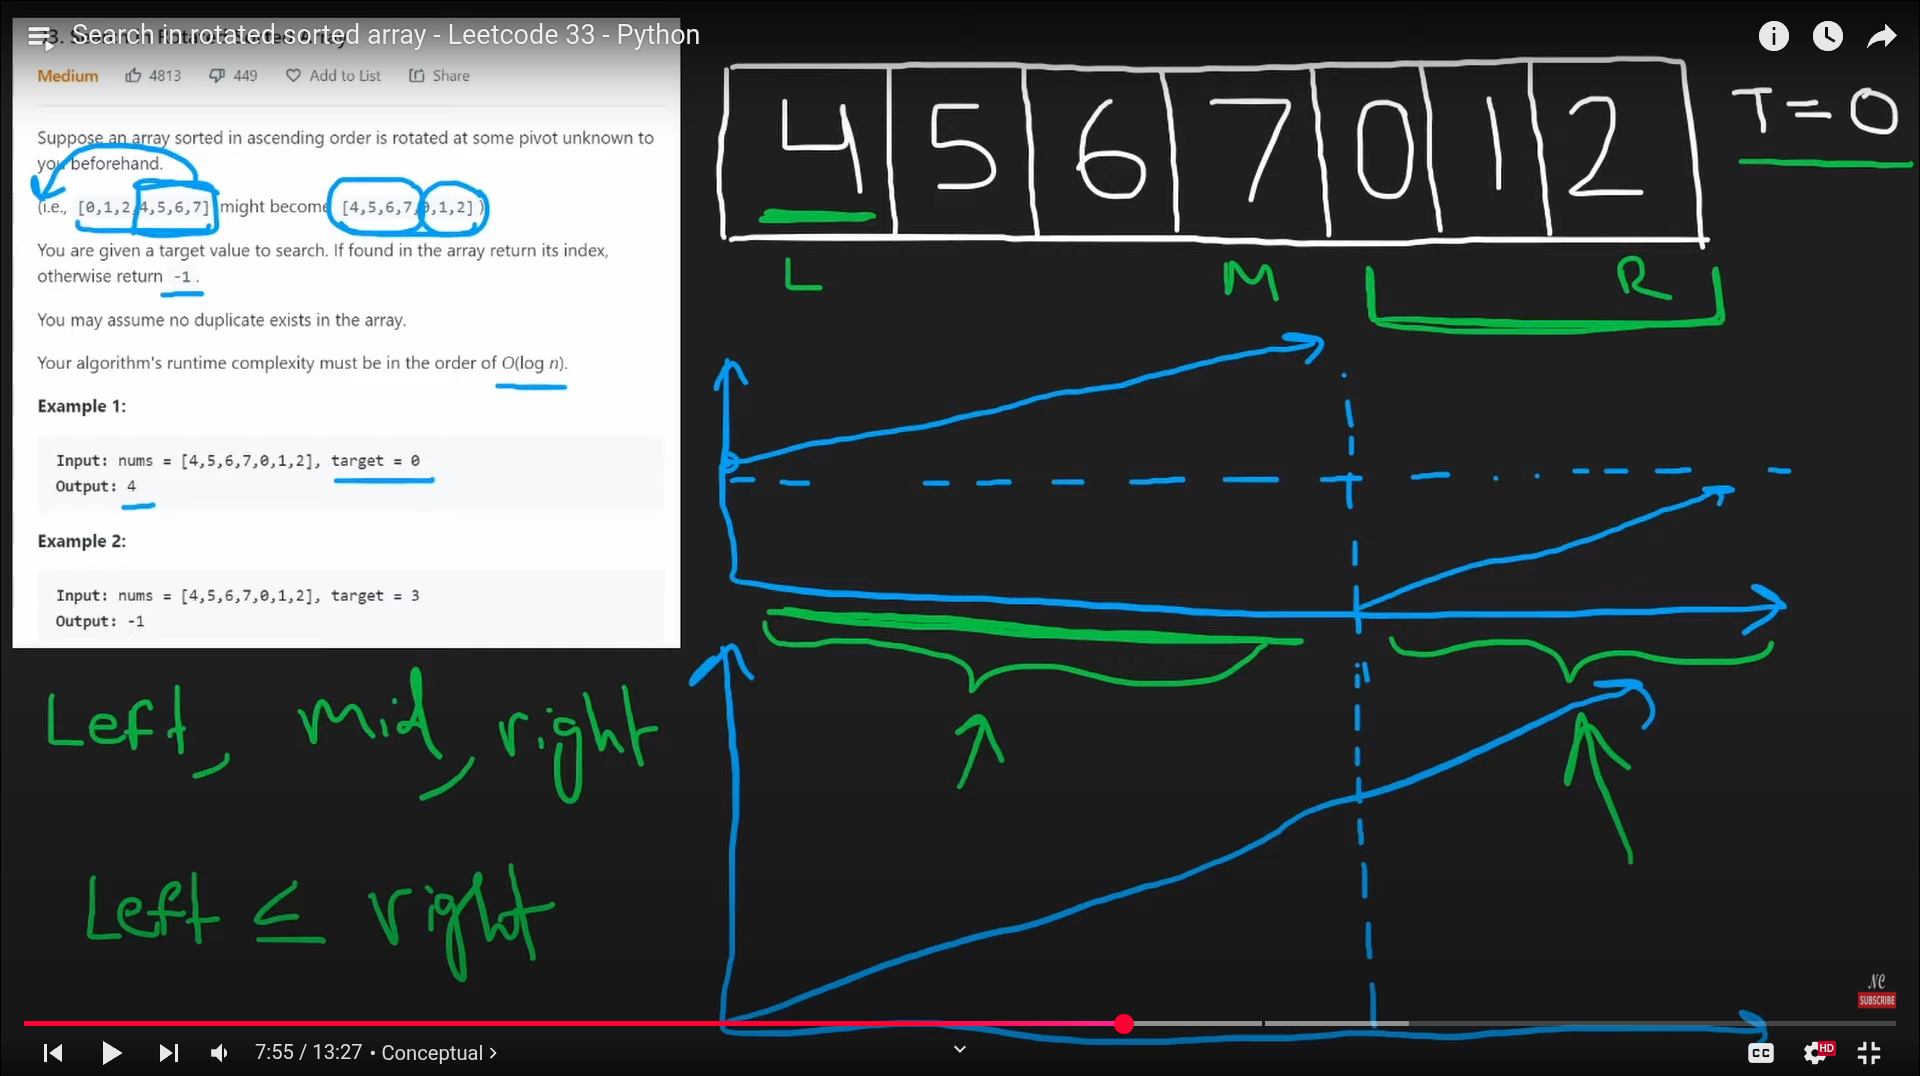 Search in rotated sorted array - Leetcode 33 - Python
Medium 4813 449 Add to List Share
Suppose an array sorted in ascending order is rotated at some pivot unknown to
you beforehand.
(i.e., [0,1,2,4,5,6,7] might become [4,5,6,7,0,1,2] )
You are given a target value to search. If found in the array return its index,
otherwise return -1 .
You may assume no duplicate exists in the array.
Your algorithm's runtime complexity must be in the order of O(log n).
Example 1:
Input: nums = [4,5,6,7,0,1,2], target = 0
Output: 4
Example 2:
Input: nums = [4,5,6,7,0,1,2], target = 3
Output: -1
4 5 6 7 0 1 2 T = 0
L M R
Left, mid, right
Left ≤ right
NC
SUBSCRIBE
7:55 / 13:27 • Conceptual
CC HD